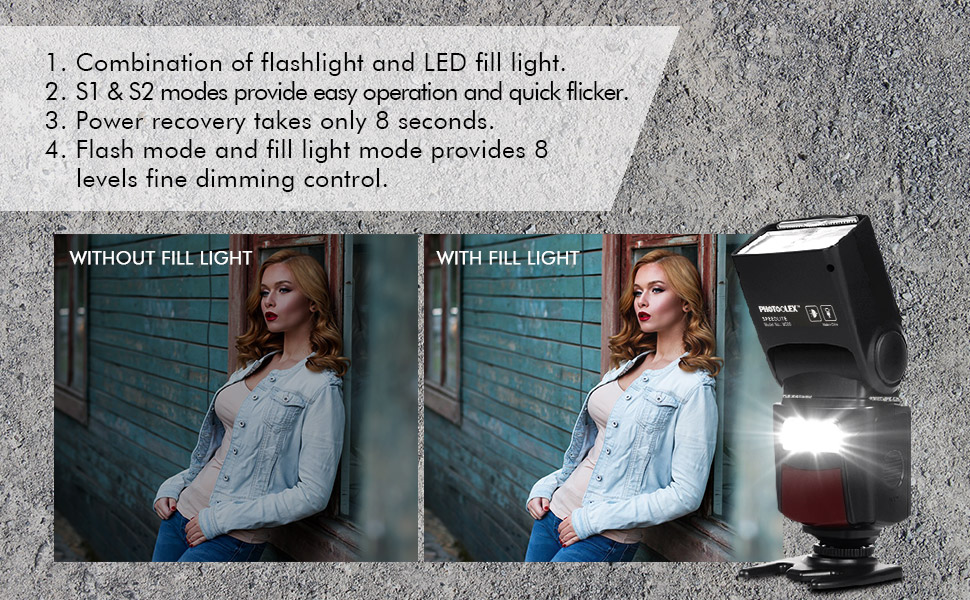 1. Combination of flashlight and LED fill light.
2. S1 & S2 modes provide easy operation and quick flicker.
3. Power recovery takes only 8 seconds.
4. Flash mode and fill light mode provides 8
levels fine dimming control.
WITHOUT FILL LIGHT
WITH FILL LIGHT
PHOTOOLEX™
SPEEDLITE